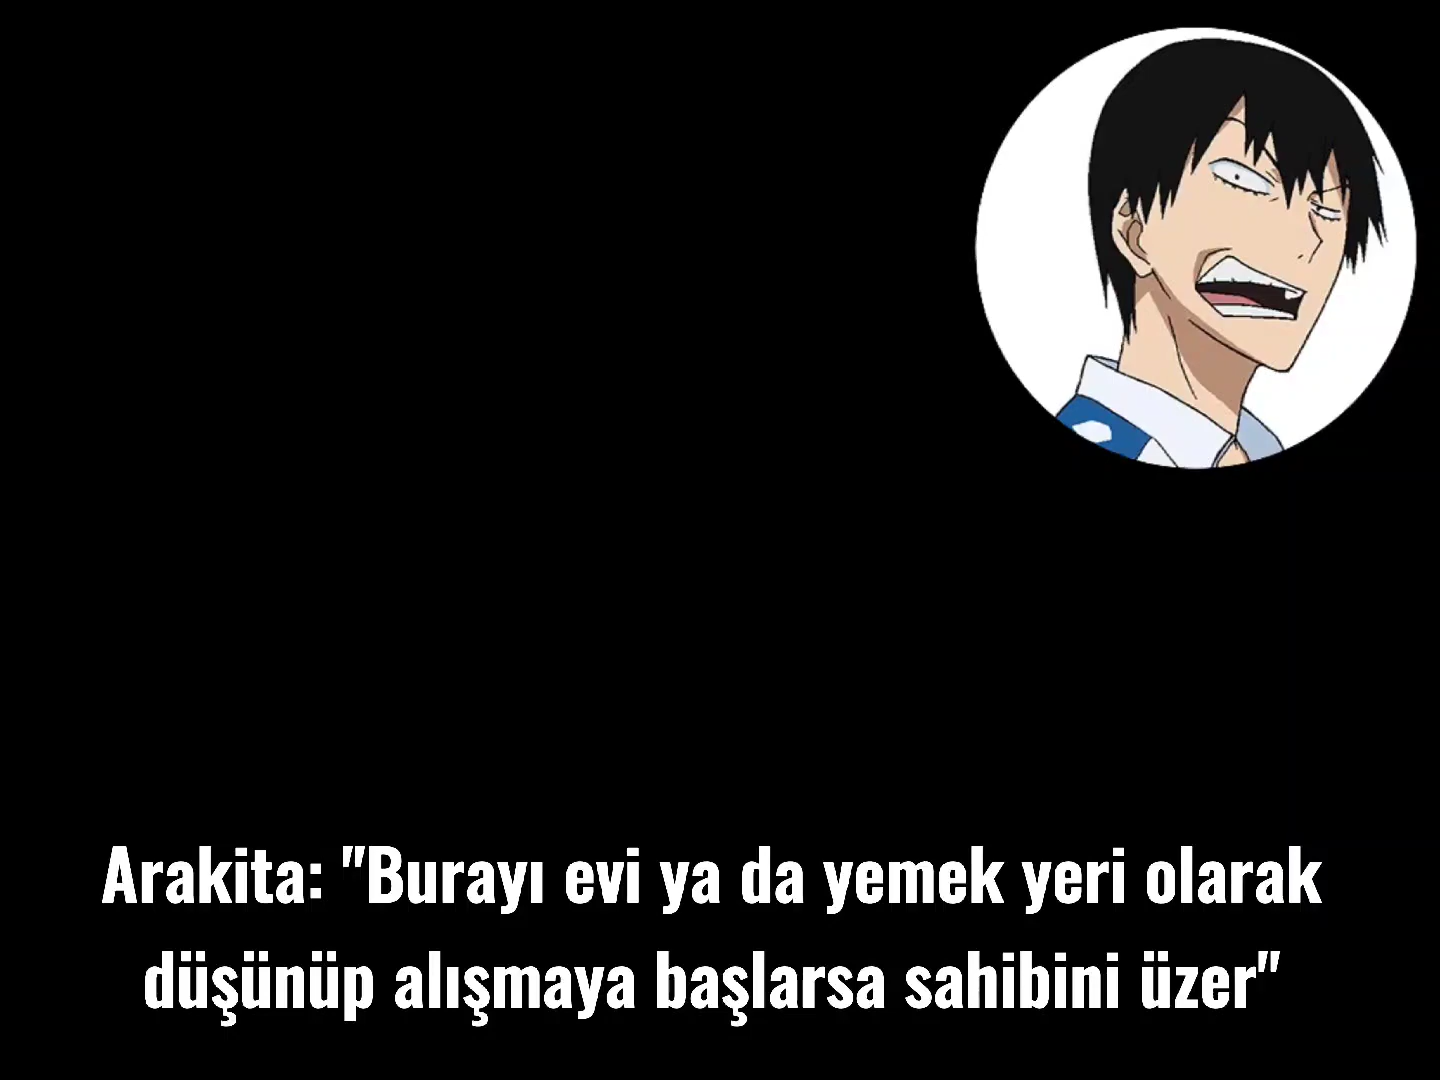 Arakita: "Burayı evi ya da yemek yeri olarak
düşünüp alışmaya başlarsa sahibini üzer"